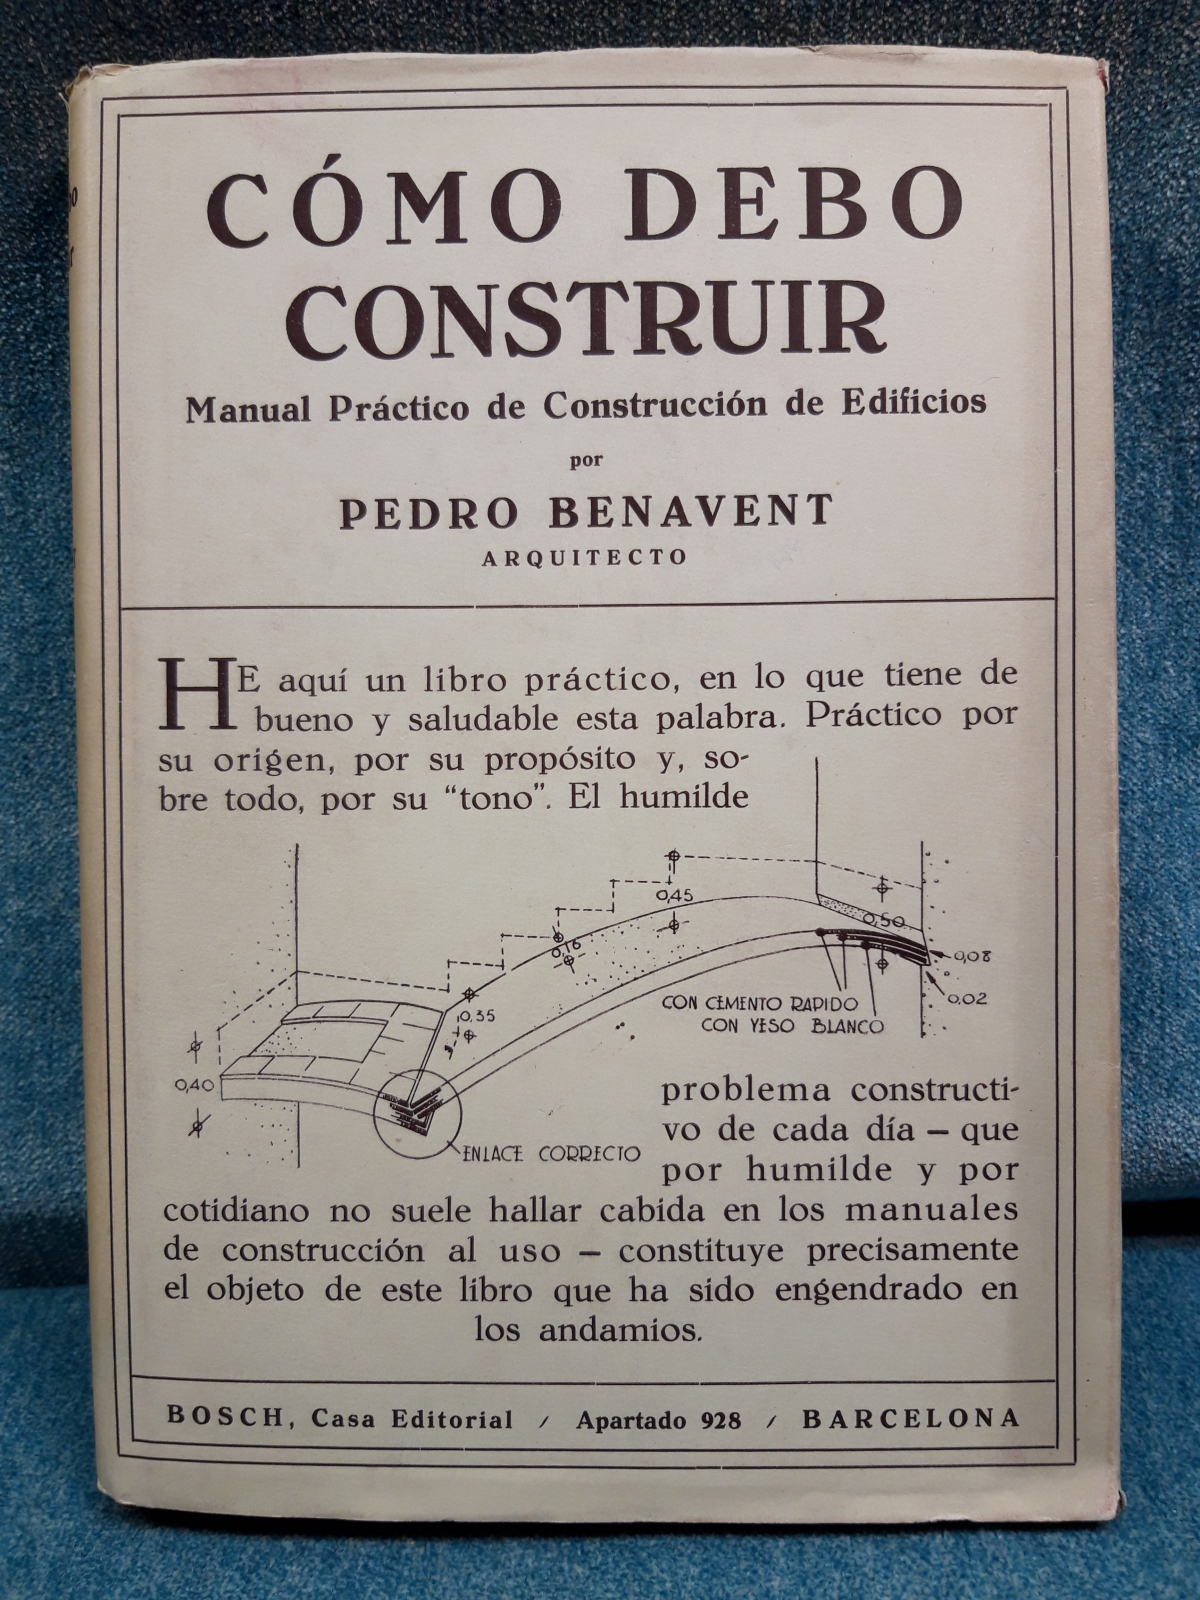 CÓMO DEBO
CONSTRUIR
Manual Práctico de Construcción de Edificios
por
PEDRO BENAVENT
ARQUITECTO
HE aquí un libro práctico, en lo que tiene de
bueno y saludable esta palabra. Práctico por
su origen, por su propósito y, so-
bre todo, por su “tono”. El humilde
0,45
0,50
0,16
0,08
0,35
0,02
CON CEMENTO RAPIDO
CON YESO BLANCO
0,40
ENLACE CORRECTO
problema constructi-
vo de cada día — que
por humilde y por
cotidiano no suele hallar cabida en los manuales
de construcción al uso — constituye precisamente
el objeto de este libro que ha sido engendrado en
los andamios.
BOSCH, Casa Editorial / Apartado 928 / BARCELONA